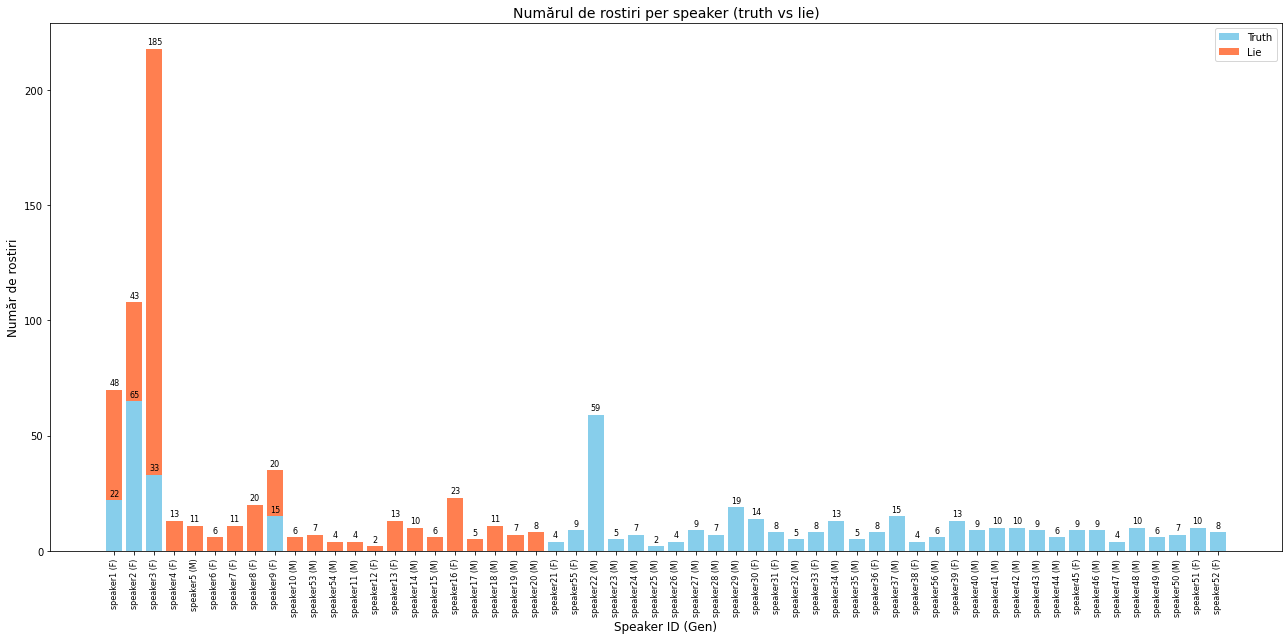 Numărul de rostiri per speaker (truth vs lie)
Truth
Lie
Număr de rostiri
200
150
100
50
0
48
22
43
65
185
33
13
11
6
11
20
20
15
6
7
4
4
2
13
10
6
23
5
11
7
8
4
9
59
5
7
2
4
9
7
19
14
8
5
8
13
5
8
15
4
6
13
9
10
10
9
6
9
9
4
10
6
7
10
8
speaker1 (F)
speaker2 (F)
speaker3 (F)
speaker4 (F)
speaker5 (M)
speaker6 (F)
speaker7 (F)
speaker8 (F)
speaker9 (F)
speaker10 (M)
speaker53 (M)
speaker54 (M)
speaker11 (M)
speaker12 (F)
speaker13 (F)
speaker14 (M)
speaker15 (M)
speaker16 (F)
speaker17 (M)
speaker18 (M)
speaker19 (M)
speaker20 (M)
speaker21 (F)
speaker55 (F)
speaker22 (M)
speaker23 (M)
speaker24 (M)
speaker25 (M)
speaker26 (M)
speaker27 (M)
speaker28 (M)
speaker29 (M)
speaker30 (F)
speaker31 (F)
speaker32 (M)
speaker33 (F)
speaker34 (M)
speaker35 (M)
speaker36 (F)
speaker37 (M)
speaker38 (F)
speaker56 (M)
speaker39 (F)
speaker40 (M)
speaker41 (M)
speaker42 (M)
speaker43 (M)
speaker44 (M)
speaker45 (F)
speaker46 (M)
speaker47 (M)
speaker48 (M)
speaker49 (M)
speaker50 (M)
speaker51 (F)
speaker52 (F)
Speaker ID (Gen)